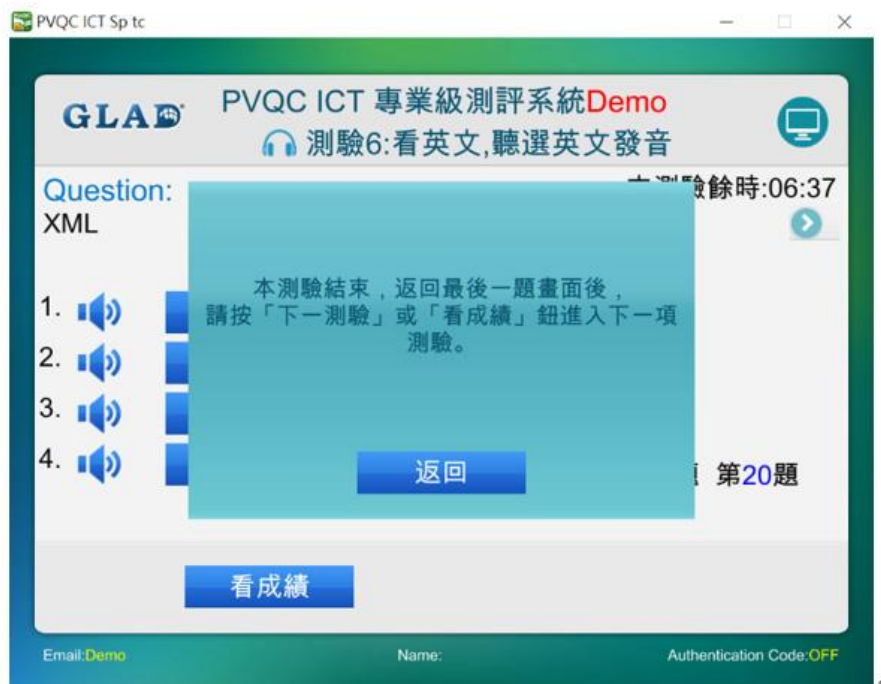 PVQC ICT Sp tc
GLAD PVQC ICT 專業級測評系統Demo
測驗6:看英文,聽選英文發音
Question: 驗餘時:06:37
XML
本測驗結束，返回最後一題畫面後，
請按「下一測驗」或「看成績」鈕進入下一項
測驗。
1.
2.
3.
4.
返回
第20題
看成績
Email:Demo Name: Authentication Code:OFF